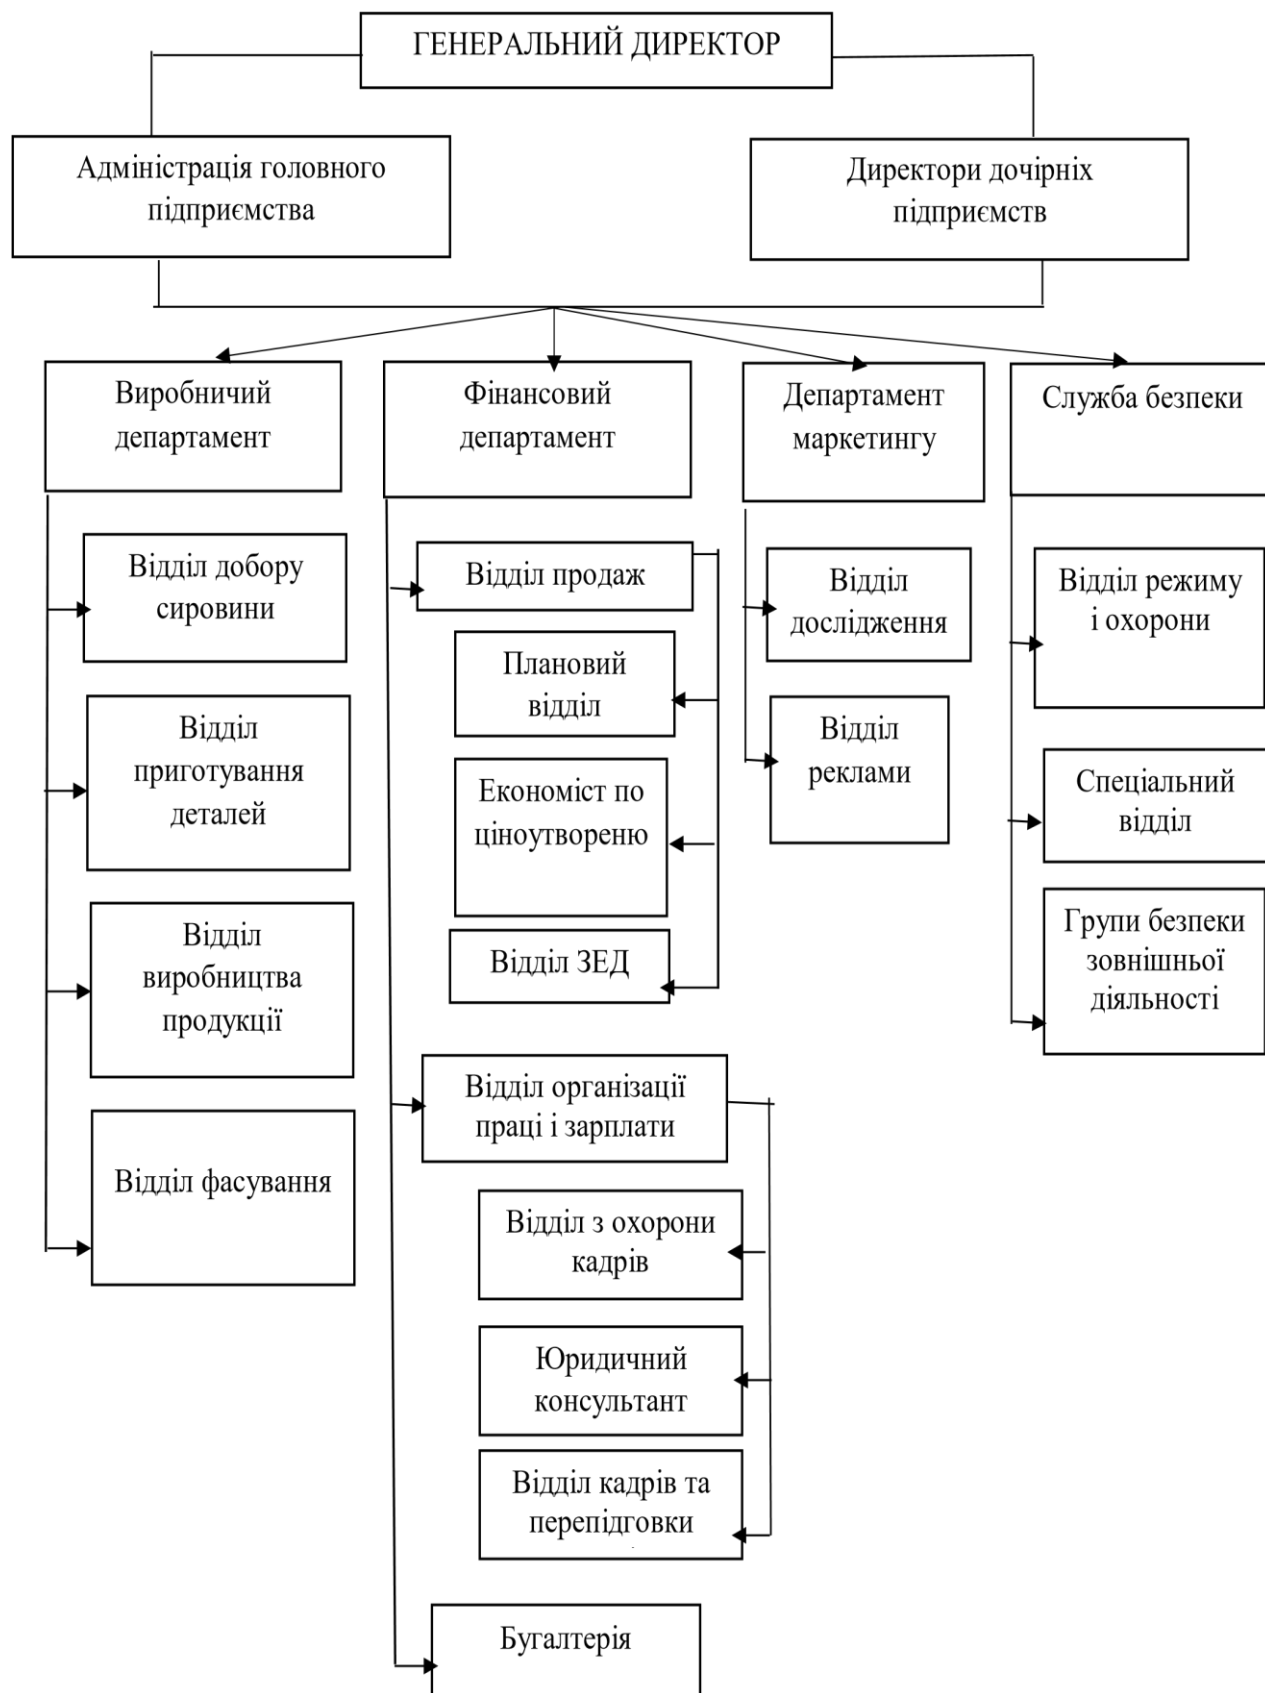 ГЕНЕРАЛЬНИЙ ДИРЕКТОР
Адміністрація головного
підприємства
Директори дочірніх
підприємств
Виробничий
департамент
Фінансовий
департамент
Департамент
маркетингу
Служба безпеки
Відділ добору
сировини
Відділ
приготування
деталей
Відділ
виробництва
продукції
Відділ фасування
Відділ продаж
Плановий
відділ
Економіст по
ціноутвореню
Відділ ЗЕД
Відділ організації
праці і зарплати
Відділ з охорони
кадрів
Юридичний
консультант
Відділ кадрів та
перепідговки
Бугалтерія
Відділ
дослідження
Відділ
реклами
Відділ режиму
і охорони
Спеціальний
відділ
Групи безпеки
зовнішньої
діяльності